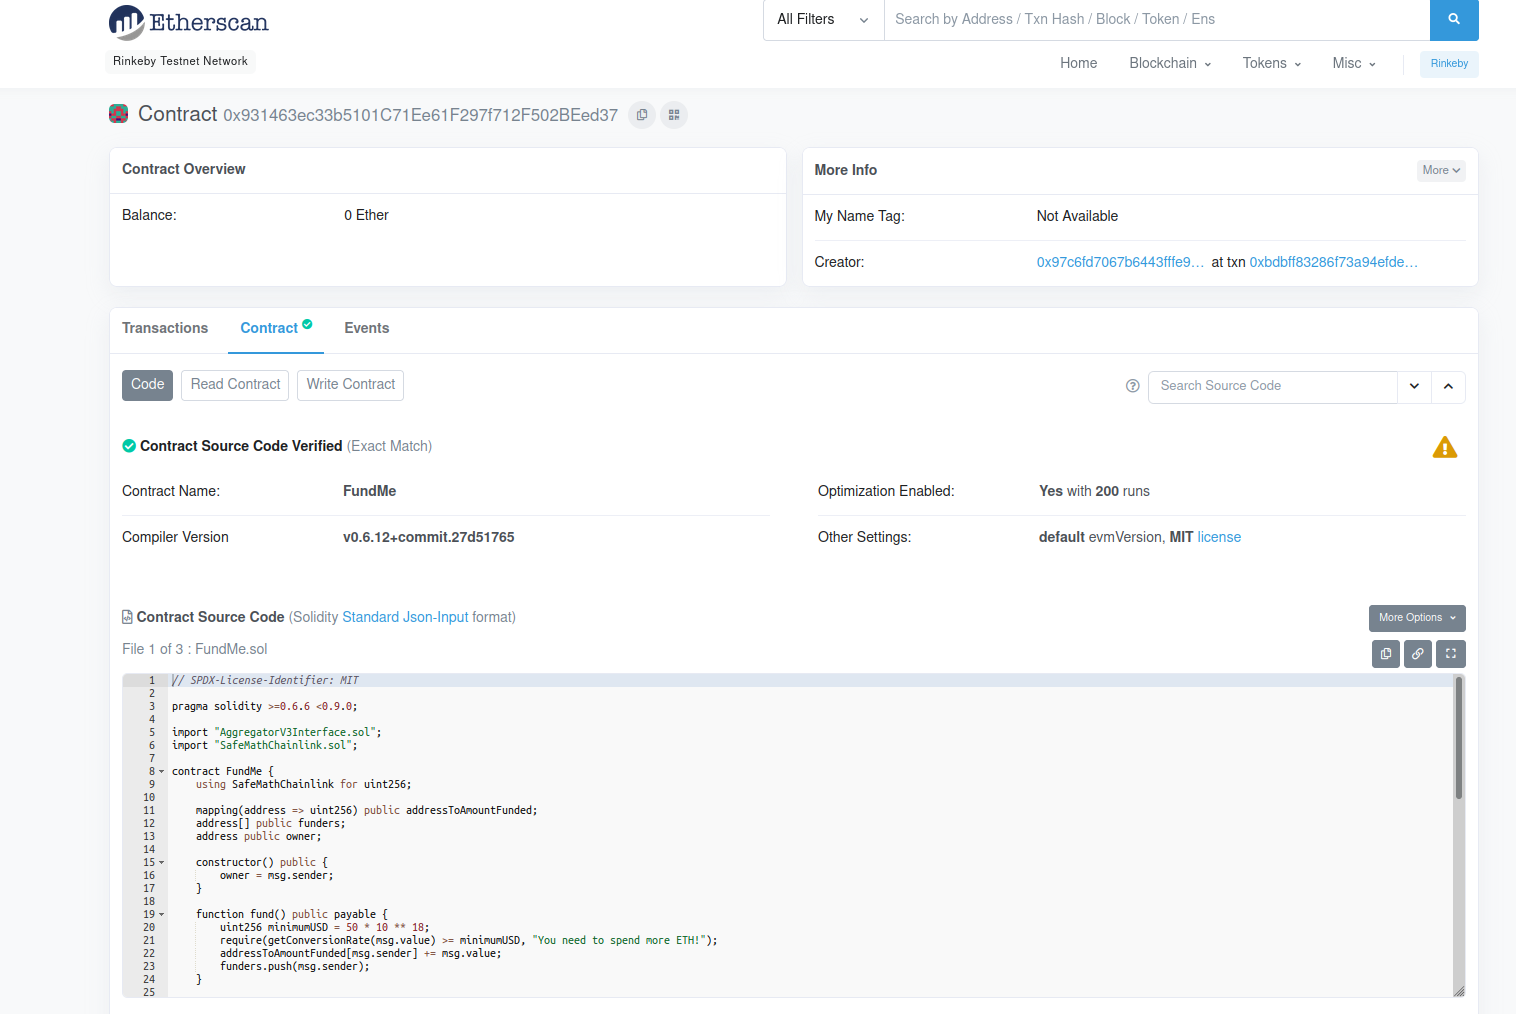 Etherscan
All Filters
Search by Address / Txn Hash / Block / Token / Ens
Rinkeby Testnet Network
Home
Blockchain
Tokens
Misc
Rinkeby
Contract 0x931463ec33b5101C71Ee61F297f712F502BEed37
Contract Overview
Balance:
0 Ether
More Info
More
My Name Tag:
Not Available
Creator:
0x97c6fd7067b6443fffe9... at txn 0xbdbff83286f73a94efde...
Transactions
Contract
Events
Code
Read Contract
Write Contract
Search Source Code
Contract Source Code Verified (Exact Match)
Contract Name:
FundMe
Optimization Enabled:
Yes with 200 runs
Compiler Version
v0.6.12+commit.27d51765
Other Settings:
default evmVersion, MIT license
Contract Source Code (Solidity Standard Json-Input format)
More Options
File 1 of 3 : FundMe.sol
1 // SPDX-License-Identifier: MIT
2
3 pragma solidity >=0.6.6 <0.9.0;
4
5 import "AggregatorV3Interface.sol";
6 import "SafeMathChainlink.sol";
7
8 contract FundMe {
9 using SafeMathChainlink for uint256;
10
11 mapping(address => uint256) public addressToAmountFunded;
12 address[] public funders;
13 address public owner;
14
15 constructor() public {
16 owner = msg.sender;
17 }
18
19 function fund() public payable {
20 uint256 minimumUSD = 50 * 10 ** 18;
21 require(getConversionRate(msg.value) >= minimumUSD, "You need to spend more ETH!");
22 addressToAmountFunded[msg.sender] += msg.value;
23 funders.push(msg.sender);
24 }
25